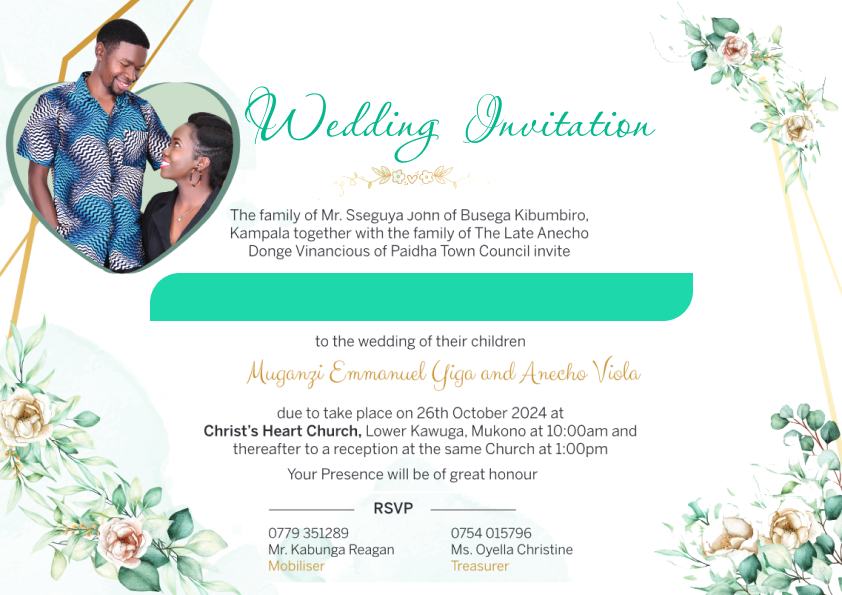 Wedding Invitation
The family of Mr. Sseguya John of Busega Kibumbiro,
Kampala together with the family of The Late Anecho
Donge Vinancious of Paidha Town Council invite
to the wedding of their children
Muganzi Emmanuel Giga and Anecho Viola
due to take place on 26th October 2024 at
Christ's Heart Church, Lower Kawuga, Mukono at 10:00am and
thereafter to a reception at the same Church at 1:00pm
Your Presence will be of great honour
RSVP
0779 351289
Mr. Kabunga Reagan
Mobiliser
0754 015796
Ms. Oyella Christine
Treasurer